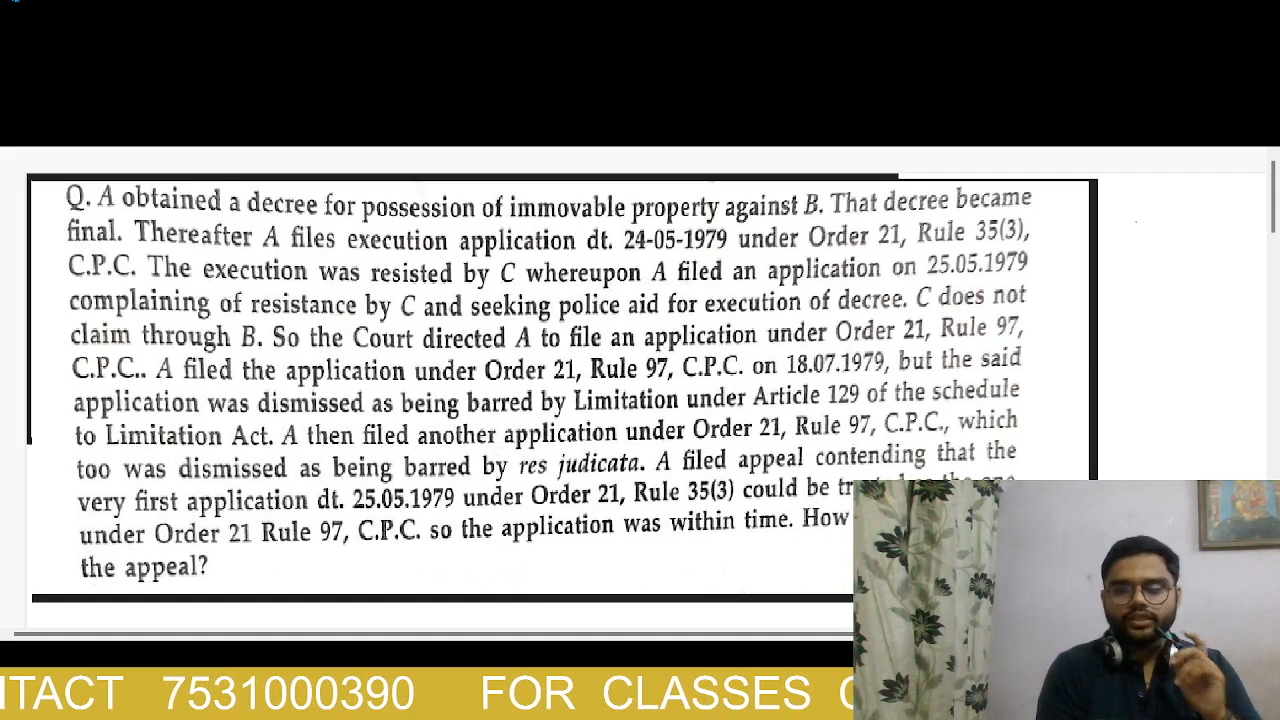 Q. A obtained a decree for possession of immovable property against B. That decree became
final. Thereafter A files execution application dt. 24-05-1979 under Order 21, Rule 35(3),
C.P.C. The execution was resisted by C whereupon A filed an application on 25.05.1979
complaining of resistance by C and seeking police aid for execution of decree. C does not
claim through B. So the Court directed A to file an application under Order 21, Rule 97,
C.P.C.. A filed the application under Order 21, Rule 97, C.P.C. on 18.07.1979, but the said
application was dismissed as being barred by Limitation under Article 129 of the schedule
to Limitation Act. A then filed another application under Order 21, Rule 97, C.P.C., which
too was dismissed as being barred by res judicata. A filed appeal contending that the
very first application dt. 25.05.1979 under Order 21, Rule 35(3) could be
under Order 21 Rule 97, C.P.C. so the application was within time. How
the appeal?
NTACT 7531000390 FOR CLASSES